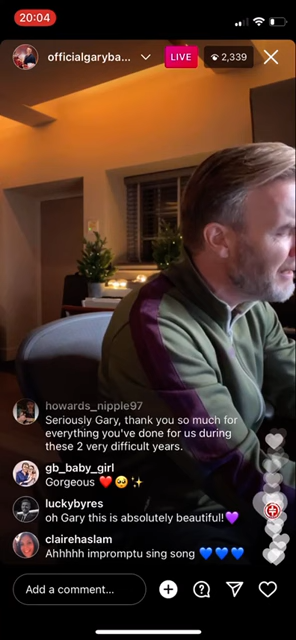 20:04
officialgaryba...
LIVE
2,339
howards_nipple97
Seriously Gary, thank you so much for
everything you've done for us during
these 2 very difficult years.
gb_baby_girl
Gorgeous ❤️🥺✨
luckybyres
oh Gary this is absolutely beautiful!💜
clairehaslam
Ahhhhh impromptu sing song 💙💙💙
Add a comment...